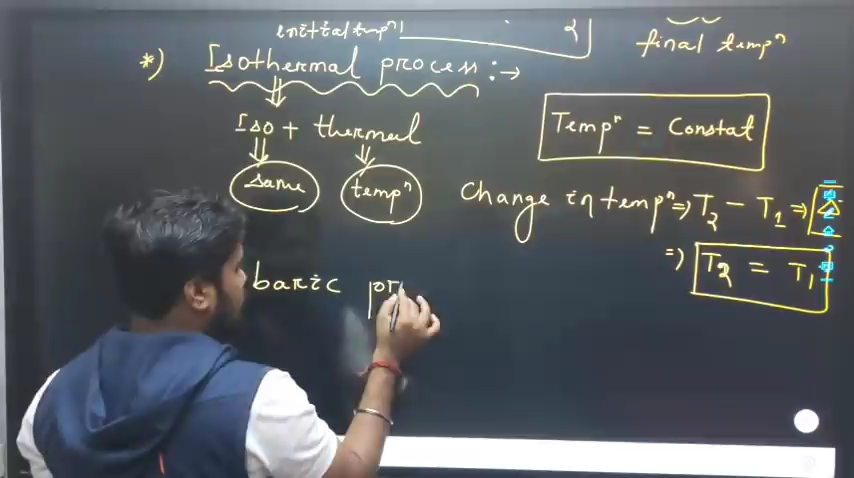 initial tempⁿ
final tempⁿ
*) Isothermal process :→
Iso + thermal
Tempⁿ = Constat
same tempⁿ
Change in tempⁿ ⇒ T₂ - T₁ ⇒
⇒ T₂ = T₁
baric pr